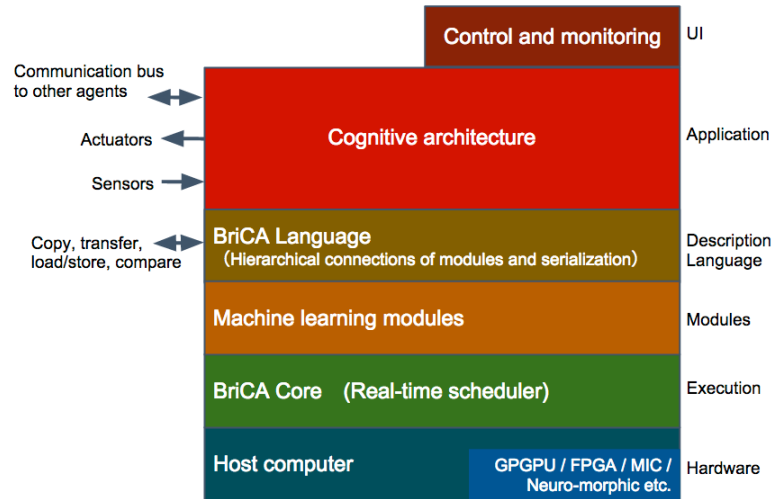 Control and monitoring
UI
Communication bus
to other agents
Actuators
Sensors
Cognitive architecture
Application
Copy, transfer,
load/store, compare
BriCA Language
（Hierarchical connections of modules and serialization）
Description
Language
Machine learning modules
Modules
BriCA Core (Real-time scheduler)
Execution
Host computer
GPGPU / FPGA / MIC /
Neuro-morphic etc.
Hardware